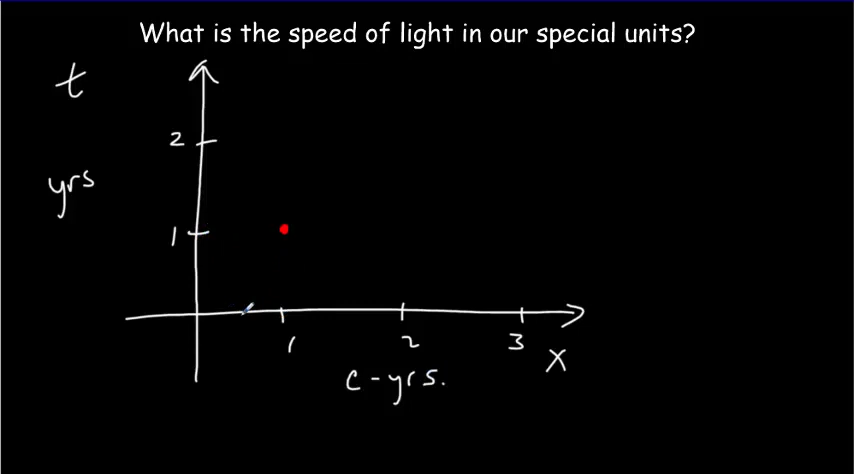 What is the speed of light in our special units?
t
2
yrs
1
1 2 3 x
c-yrs.